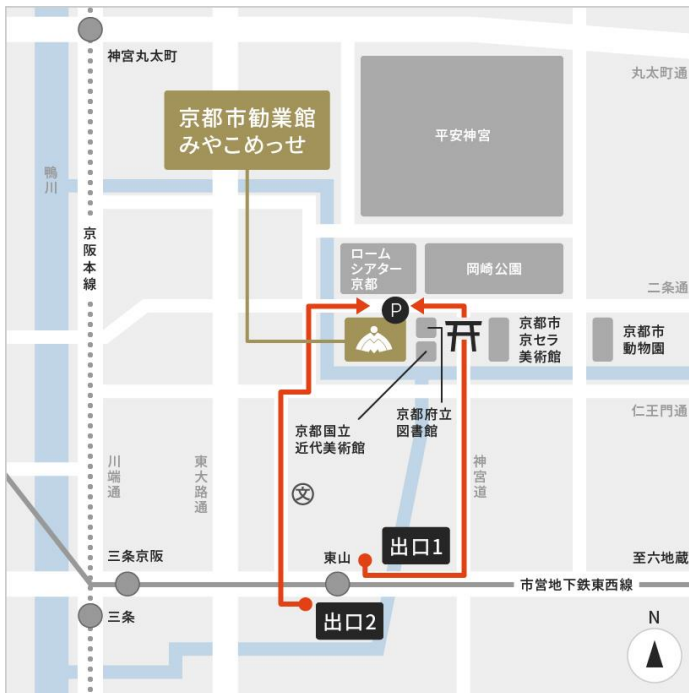 神宮丸太町
丸太町通
京都市勧業館
みやこめっせ
平安神宮
鴨川
京阪本線
ローム
シアター
京都
岡崎公園
二条通
P
京都市
京セラ
美術館
京都市
動物園
京都国立
近代美術館
京都府立
図書館
仁王門通
川端通
東大路通
文
神宮道
三条京阪
東山
出口1
至六地蔵
市営地下鉄東西線
三条
出口2
N